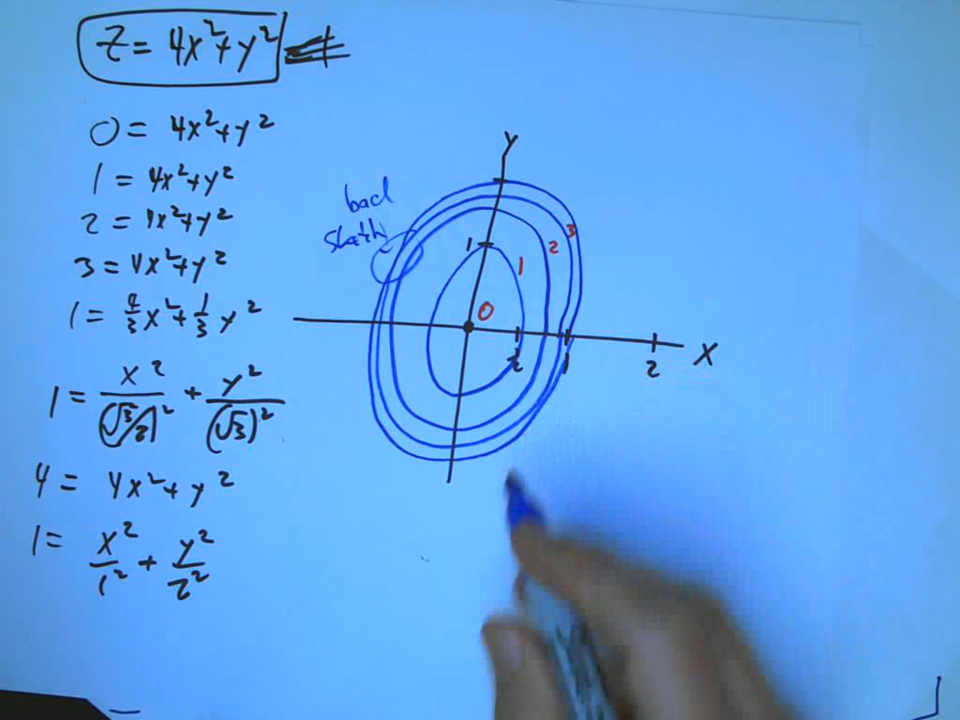 z = 4x²+y²
0 = 4x²+y²
1 = 4x²+y²
2 = 4x²+y²
3 = 4x²+y²
1 = 4/3 x² + 1/3 y²
1 = x²/(√3/2)² + y²/(√3)²
4 = 4x²+y²
1 = x²/1² + y²/2²
bad
sketch
y
1
3
2
1
0
1
2
x